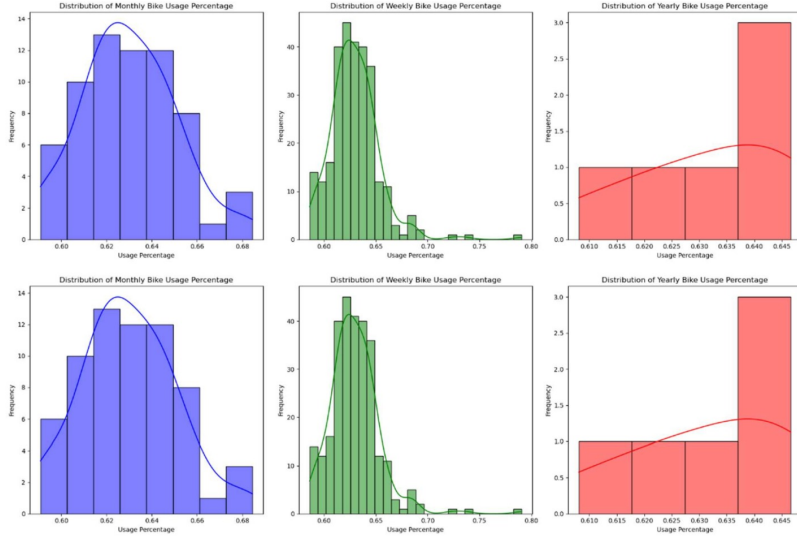 Distribution of Monthly Bike Usage Percentage
14
12
10
8
6
4
2
0
Frequency
0.60 0.62 0.64 0.66 0.68
Usage Percentage
Distribution of Weekly Bike Usage Percentage
40
30
20
10
0
Frequency
0.60 0.65 0.70 0.75 0.80
Usage Percentage
Distribution of Yearly Bike Usage Percentage
3.0
2.5
2.0
1.5
1.0
0.5
0.0
Frequency
0.610 0.615 0.620 0.625 0.630 0.635 0.640 0.645
Usage Percentage
Distribution of Monthly Bike Usage Percentage
14
12
10
8
6
4
2
0
Frequency
0.60 0.62 0.64 0.66 0.68
Usage Percentage
Distribution of Weekly Bike Usage Percentage
40
30
20
10
0
Frequency
0.60 0.65 0.70 0.75 0.80
Usage Percentage
Distribution of Yearly Bike Usage Percentage
3.0
2.5
2.0
1.5
1.0
0.5
0.0
Frequency
0.610 0.615 0.620 0.625 0.630 0.635 0.640 0.645
Usage Percentage